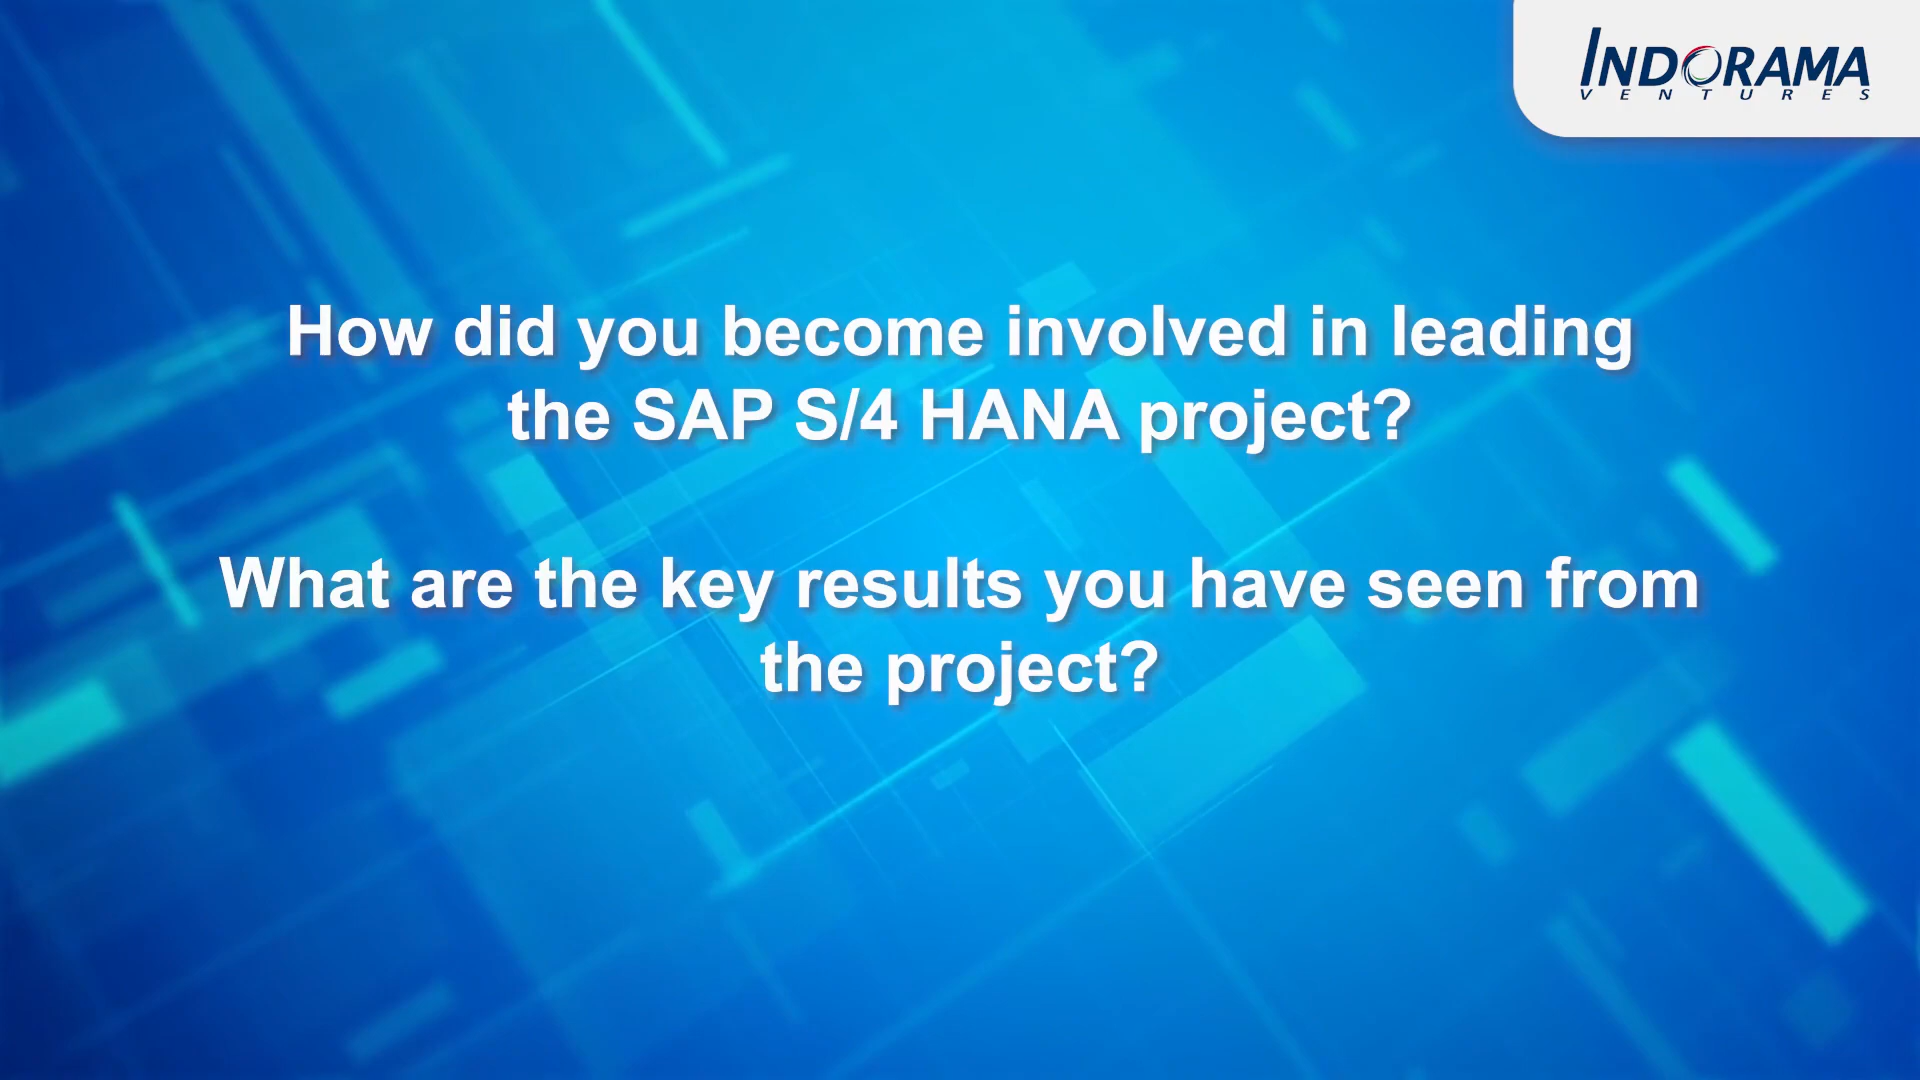 INDORAMA
VENTURES
How did you become involved in leading
the SAP S/4 HANA project?
What are the key results you have seen from
the project?